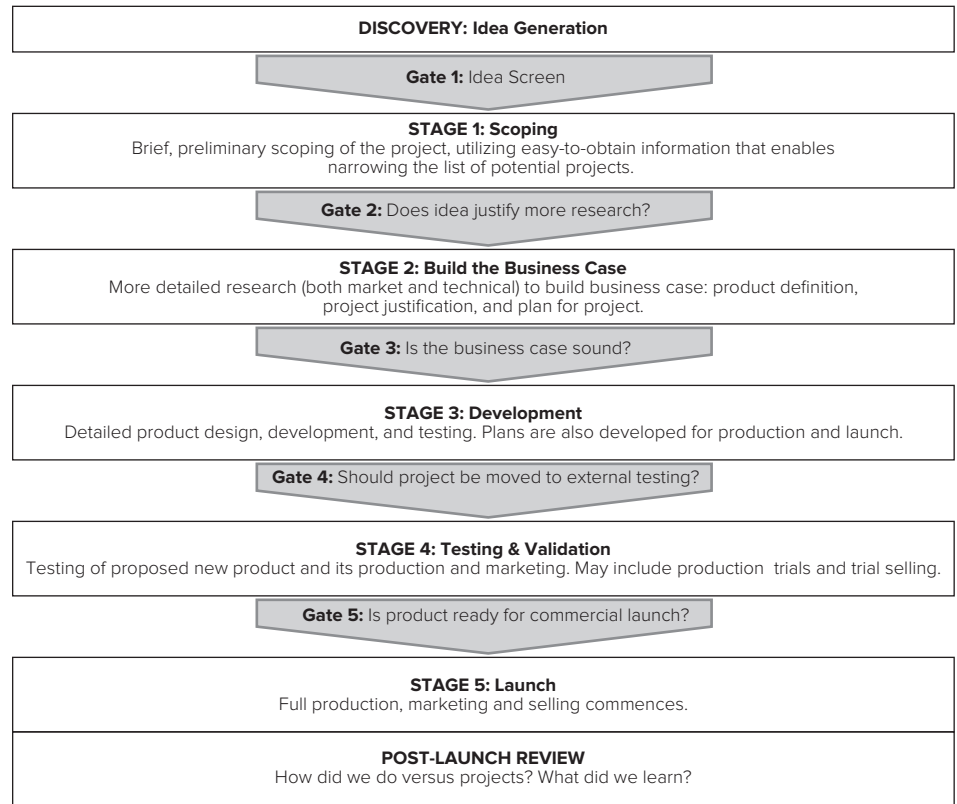 DISCOVERY: Idea Generation
Gate 1: Idea Screen
STAGE 1: Scoping
Brief, preliminary scoping of the project, utilizing easy-to-obtain information that enables
narrowing the list of potential projects.
Gate 2: Does idea justify more research?
STAGE 2: Build the Business Case
More detailed research (both market and technical) to build business case: product definition,
project justification, and plan for project.
Gate 3: Is the business case sound?
STAGE 3: Development
Detailed product design, development, and testing. Plans are also developed for production and launch.
Gate 4: Should project be moved to external testing?
STAGE 4: Testing & Validation
Testing of proposed new product and its production and marketing. May include production trials and trial selling.
Gate 5: Is product ready for commercial launch?
STAGE 5: Launch
Full production, marketing and selling commences.
POST-LAUNCH REVIEW
How did we do versus projects? What did we learn?